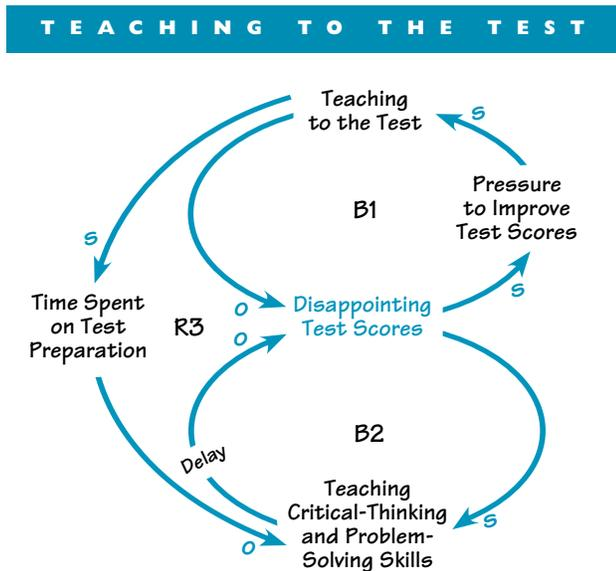 TEACHING TO THE TEST
Teaching
to the Test
S
Pressure
to Improve
Test Scores
B1
S
S
Time Spent
on Test
Preparation
R3
O
Disappointing
Test Scores
O
B2
Delay
Teaching
Critical-Thinking
and Problem-
Solving Skills
S
O